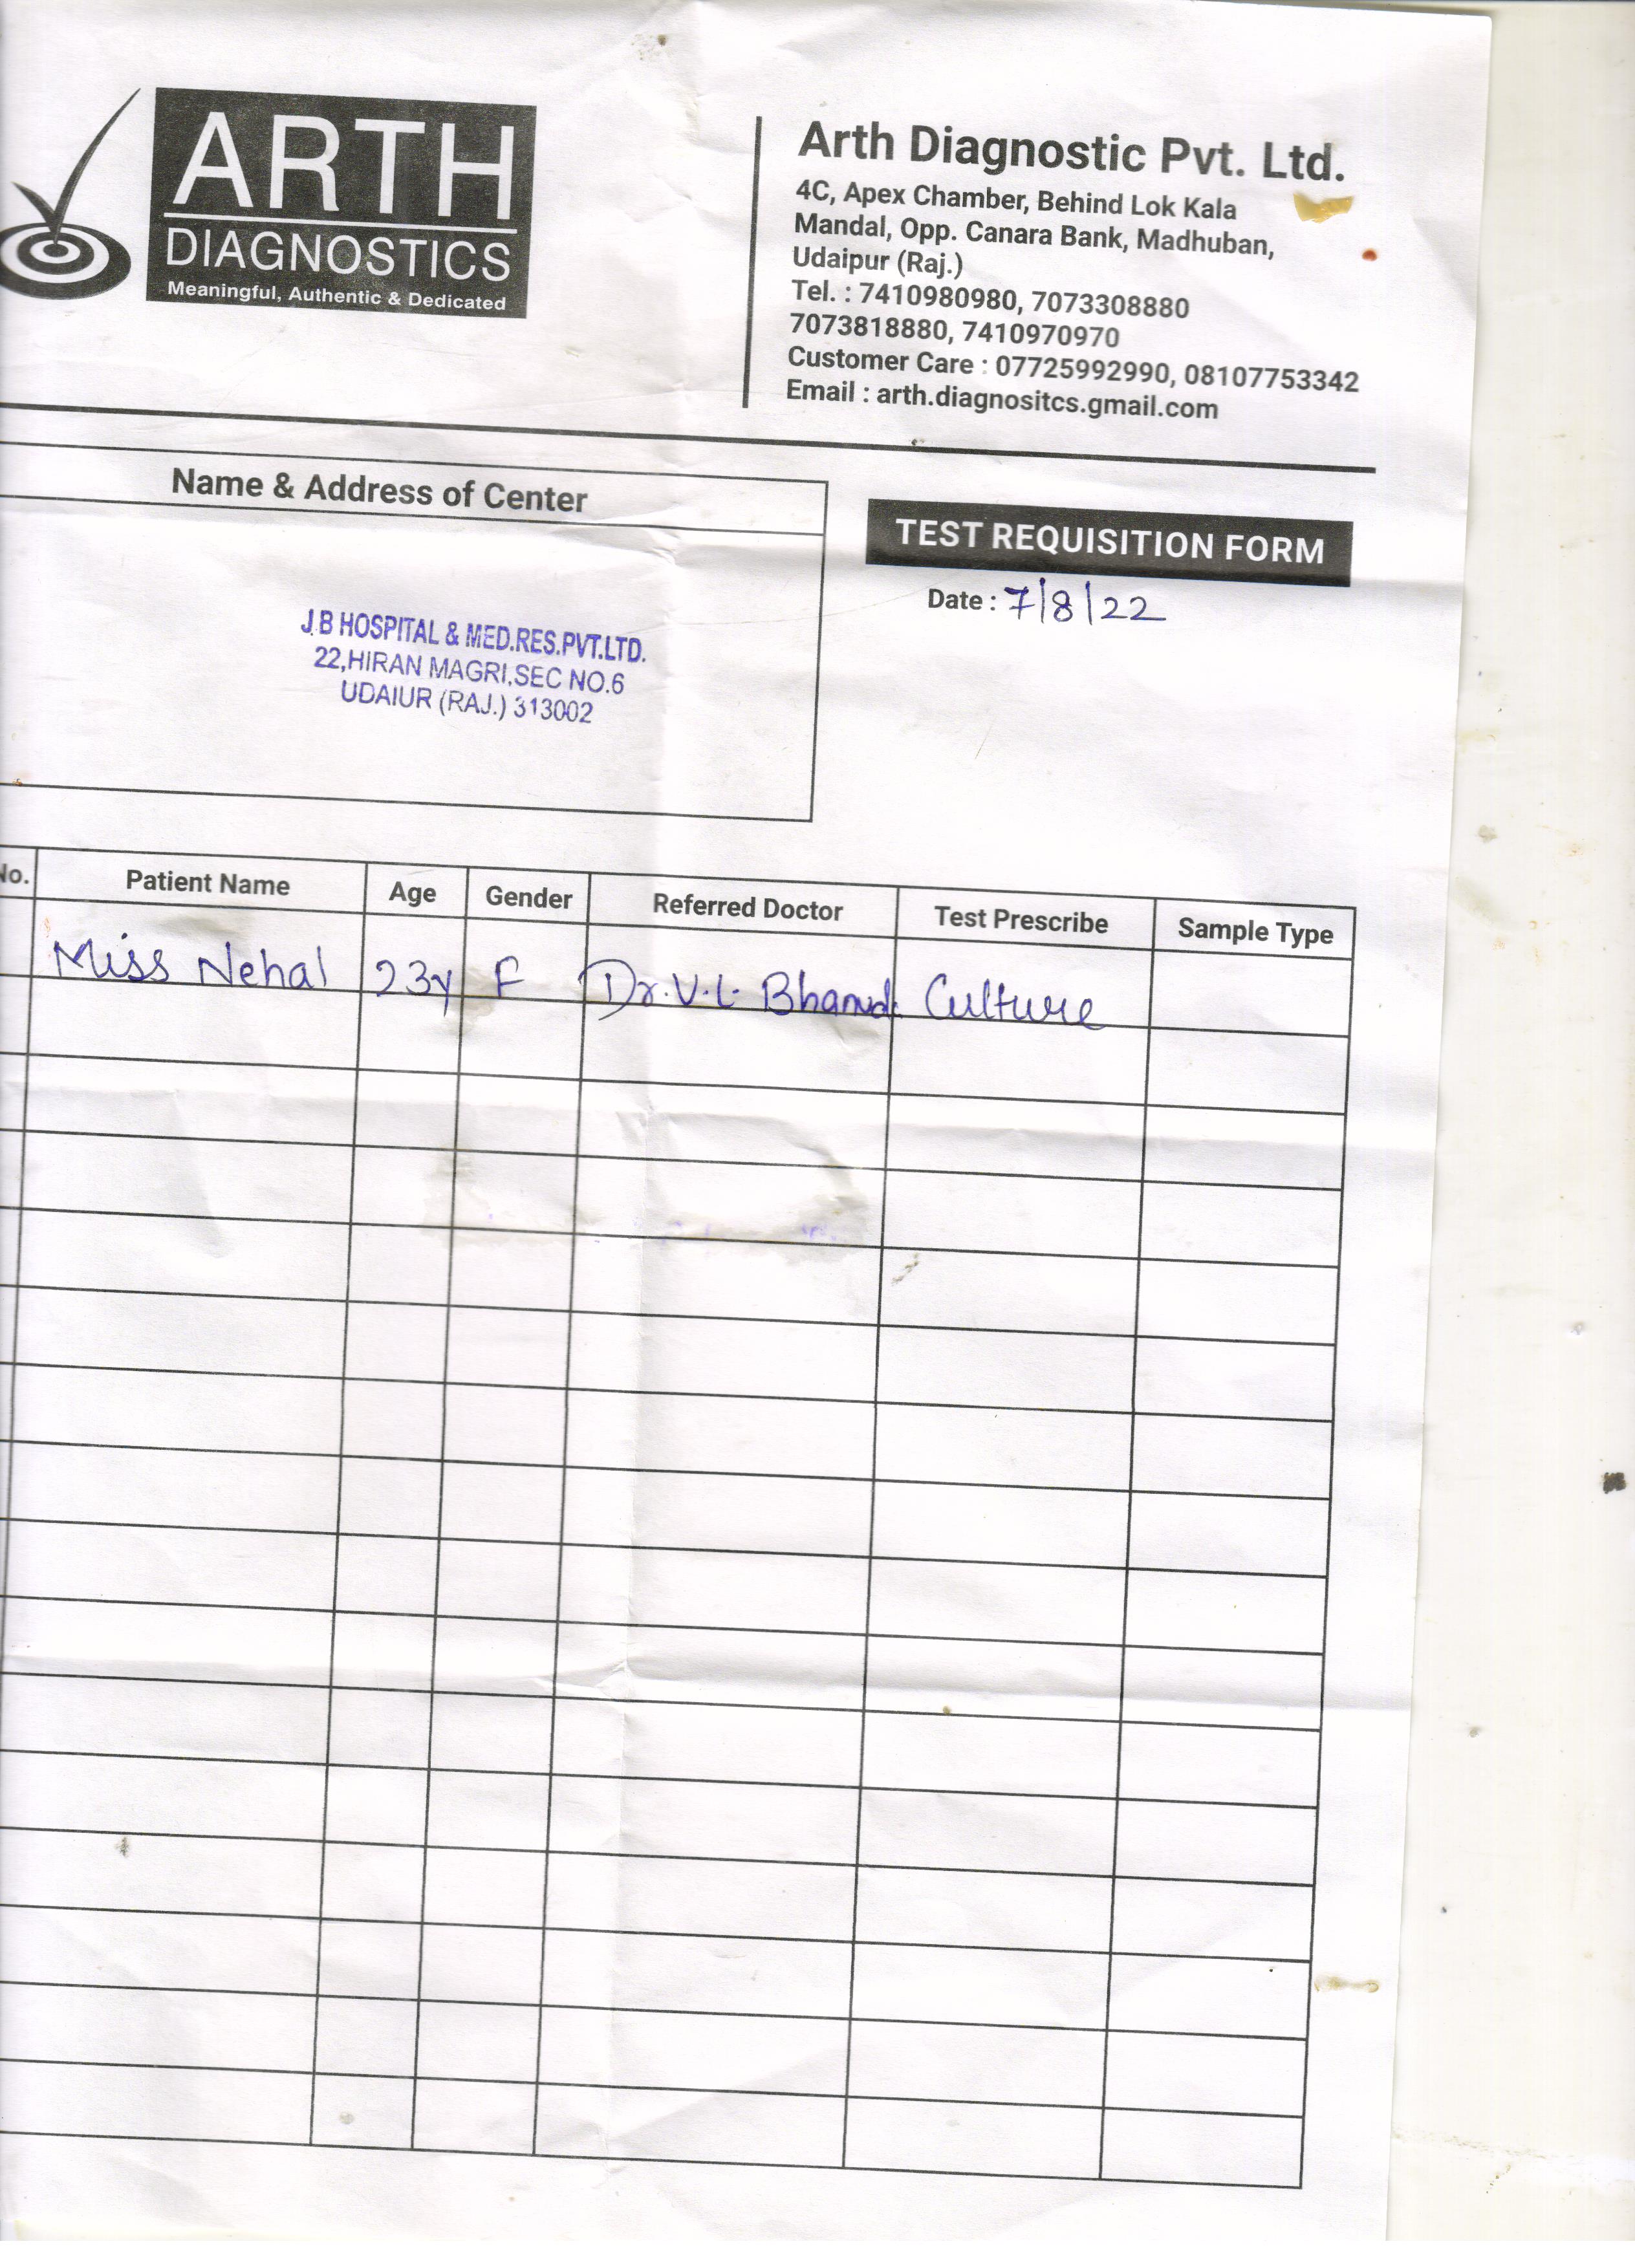 ARTH
DIAGNOSTICS
Meaningful, Authentic & Dedicated
Arth Diagnostic Pvt. Ltd.
4C, Apex Chamber, Behind Lok Kala
Mandal, Opp. Canara Bank, Madhuban,
Udaipur (Raj.)
Tel. : 7410980980, 7073308880
7073818880, 7410970970
Customer Care : 07725992990, 08107753342
Email : arth.diagnositcs.gmail.com
Name & Address of Center
J.B HOSPITAL & MED.RES.PVT.LTD.
22,HIRAN MAGRI,SEC NO.6
UDAIUR (RAJ.) 313002
TEST REQUISITION FORM
Date : 7/8/22
No. Patient Name Age Gender Referred Doctor Test Prescribe Sample Type
Miss Nehal 23y F Dr. V.L. Culture